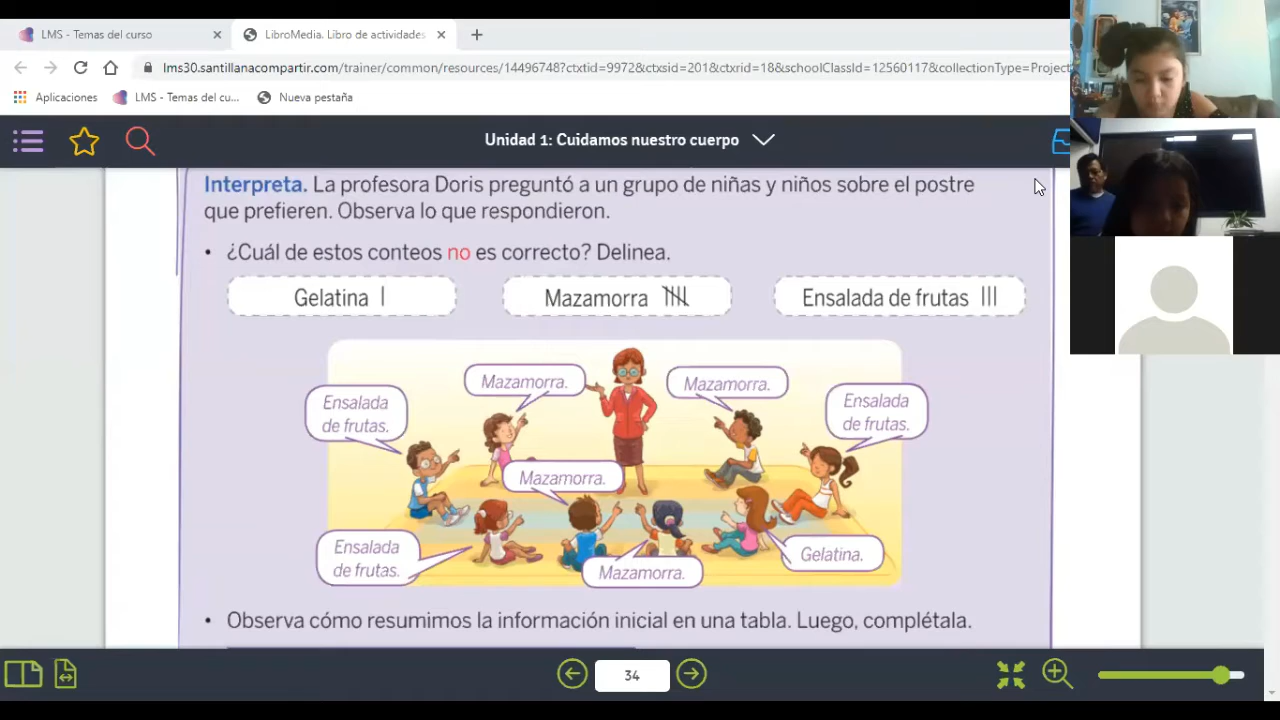 LMS - Temas del curso
LibroMedia. Libro de actividades
lms30.santillanacompartir.com/trainer/common/resources/14496748?ctxtid=9972&ctxsid=201&ctxrid=18&schoolClassId=12560117&collectionType=Project
Aplicaciones
LMS - Temas del cu...
Nueva pestaña
Unidad 1: Cuidamos nuestro cuerpo
Interpreta. La profesora Doris preguntó a un grupo de niñas y niños sobre el postre
que prefieren. Observa lo que respondieron.
• ¿Cuál de estos conteos no es correcto? Delinea.
Gelatina
Mazamorra
Ensalada de frutas
Mazamorra.
Mazamorra.
Ensalada
de frutas.
Ensalada
de frutas.
Mazamorra.
Ensalada
de frutas.
Mazamorra.
Gelatina.
• Observa cómo resumimos la información inicial en una tabla. Luego, complétala.
34